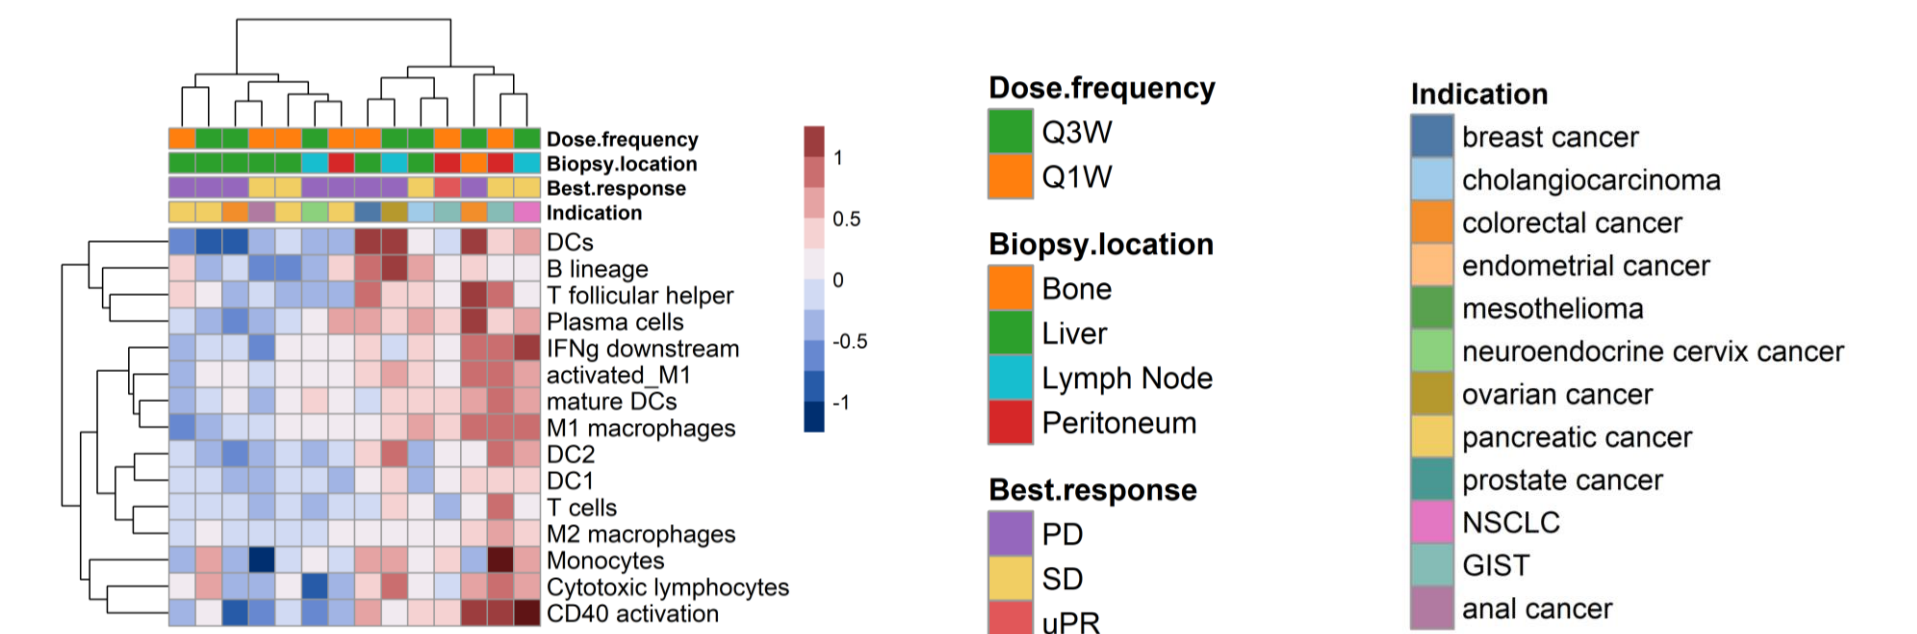 Dose.frequency
Biopsy.location
Best.response
Indication
DCs
B lineage
T follicular helper
Plasma cells
IFNg downstream
activated_M1
mature DCs
M1 macrophages
DC2
DC1
T cells
M2 macrophages
Monocytes
Cytotoxic lymphocytes
CD40 activation
1
0.5
0
-0.5
-1
Dose.frequency
Q3W
Q1W
Biopsy.location
Bone
Liver
Lymph Node
Peritoneum
Best.response
PD
SD
uPR
Indication
breast cancer
cholangiocarcinoma
colorectal cancer
endometrial cancer
mesothelioma
neuroendocrine cervix cancer
ovarian cancer
pancreatic cancer
prostate cancer
NSCLC
GIST
anal cancer